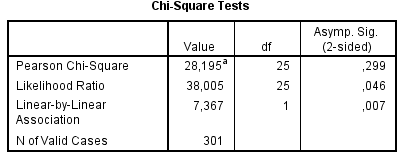 Chi-Square Tests
Value df Asymp. Sig. (2-sided)
Pearson Chi-Square 28,195a 25 ,299
Likelihood Ratio 38,005 25 ,046
Linear-by-Linear Association 7,367 1 ,007
N of Valid Cases 301